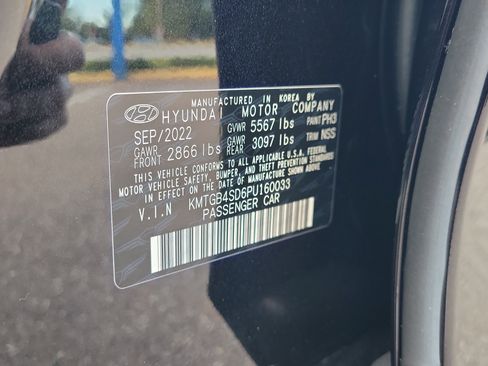 MANUFACTURED IN KOREA BY
HYUNDAI MOTOR COMPANY
SEP/2022 GVWR 5567 lbs PAINT PH3
GAWR FRONT 2866 lbs GAWR REAR 3097 lbs TRIM NSS
THIS VEHICLE CONFORMS TO ALL APPLICABLE U.S.A. FEDERAL
MOTOR VEHICLE SAFETY, BUMPER, AND THEFT PREVENTION STANDARDS
IN EFFECT ON THE DATE OF MANUFACTURE SHOWN ABOVE.
V.I.N KMTGB4SD6PU160033
PASSENGER CAR